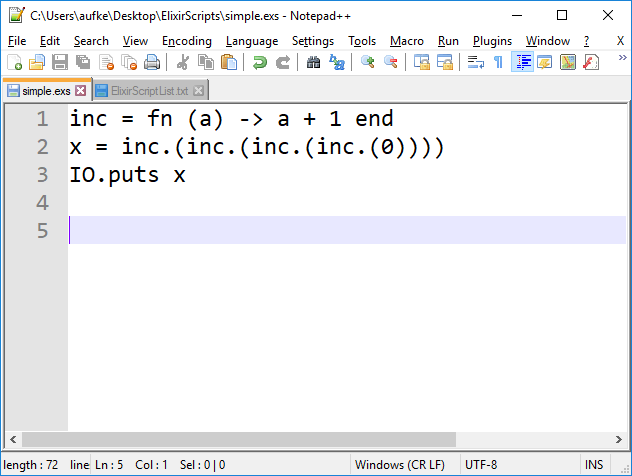 C:\Users\aufke\Desktop\ElixirScripts\simple.exs - Notepad++
File Edit Search View Encoding Language Settings Tools Macro Run Plugins Window ? X
simple.exs ElixirScriptList.txt
1 inc = fn (a) -> a + 1 end
2 x = inc.(inc.(inc.(inc.(0))))
3 IO.puts x
4
5
length : 72 line Ln : 5 Col : 1 Sel : 0 | 0 Windows (CR LF) UTF-8 INS